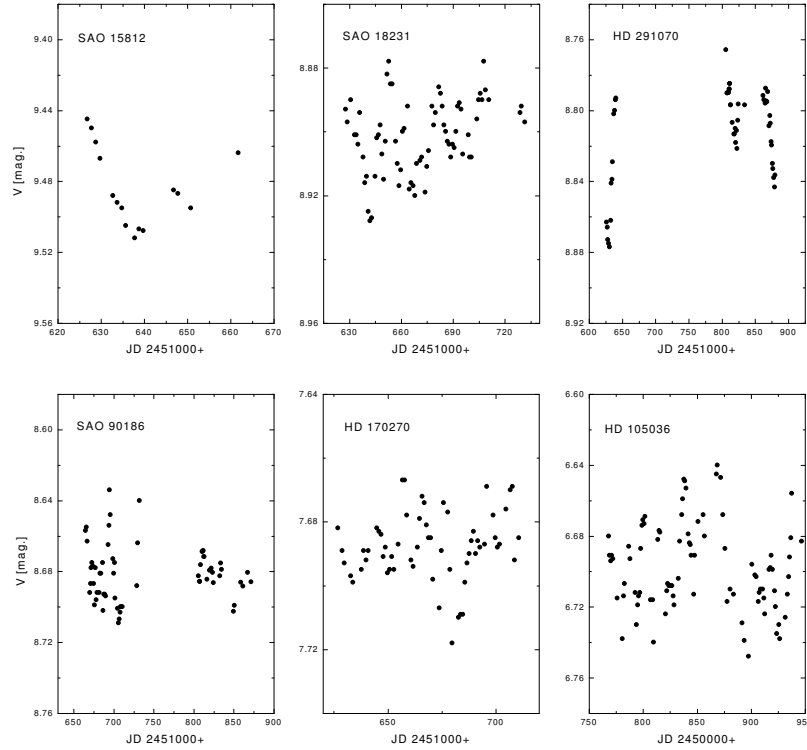 SAO 15812
V [mag.]
9.40
9.44
9.48
9.52
9.56
620 630 640 650 660 670
JD 2451000+
SAO 18231
8.88
8.92
8.96
630 660 690 720
JD 2451000+
HD 291070
8.76
8.80
8.84
8.88
8.92
600 650 700 750 800 850 900
JD 2451000+
SAO 90186
V [mag.]
8.60
8.64
8.68
8.72
8.76
650 700 750 800 850 900
JD 2451000+
HD 170270
7.64
7.68
7.72
650 700
JD 2451000+
HD 105036
6.60
6.64
6.68
6.72
6.76
6.78
750 800 850 900 95
JD 2450000+